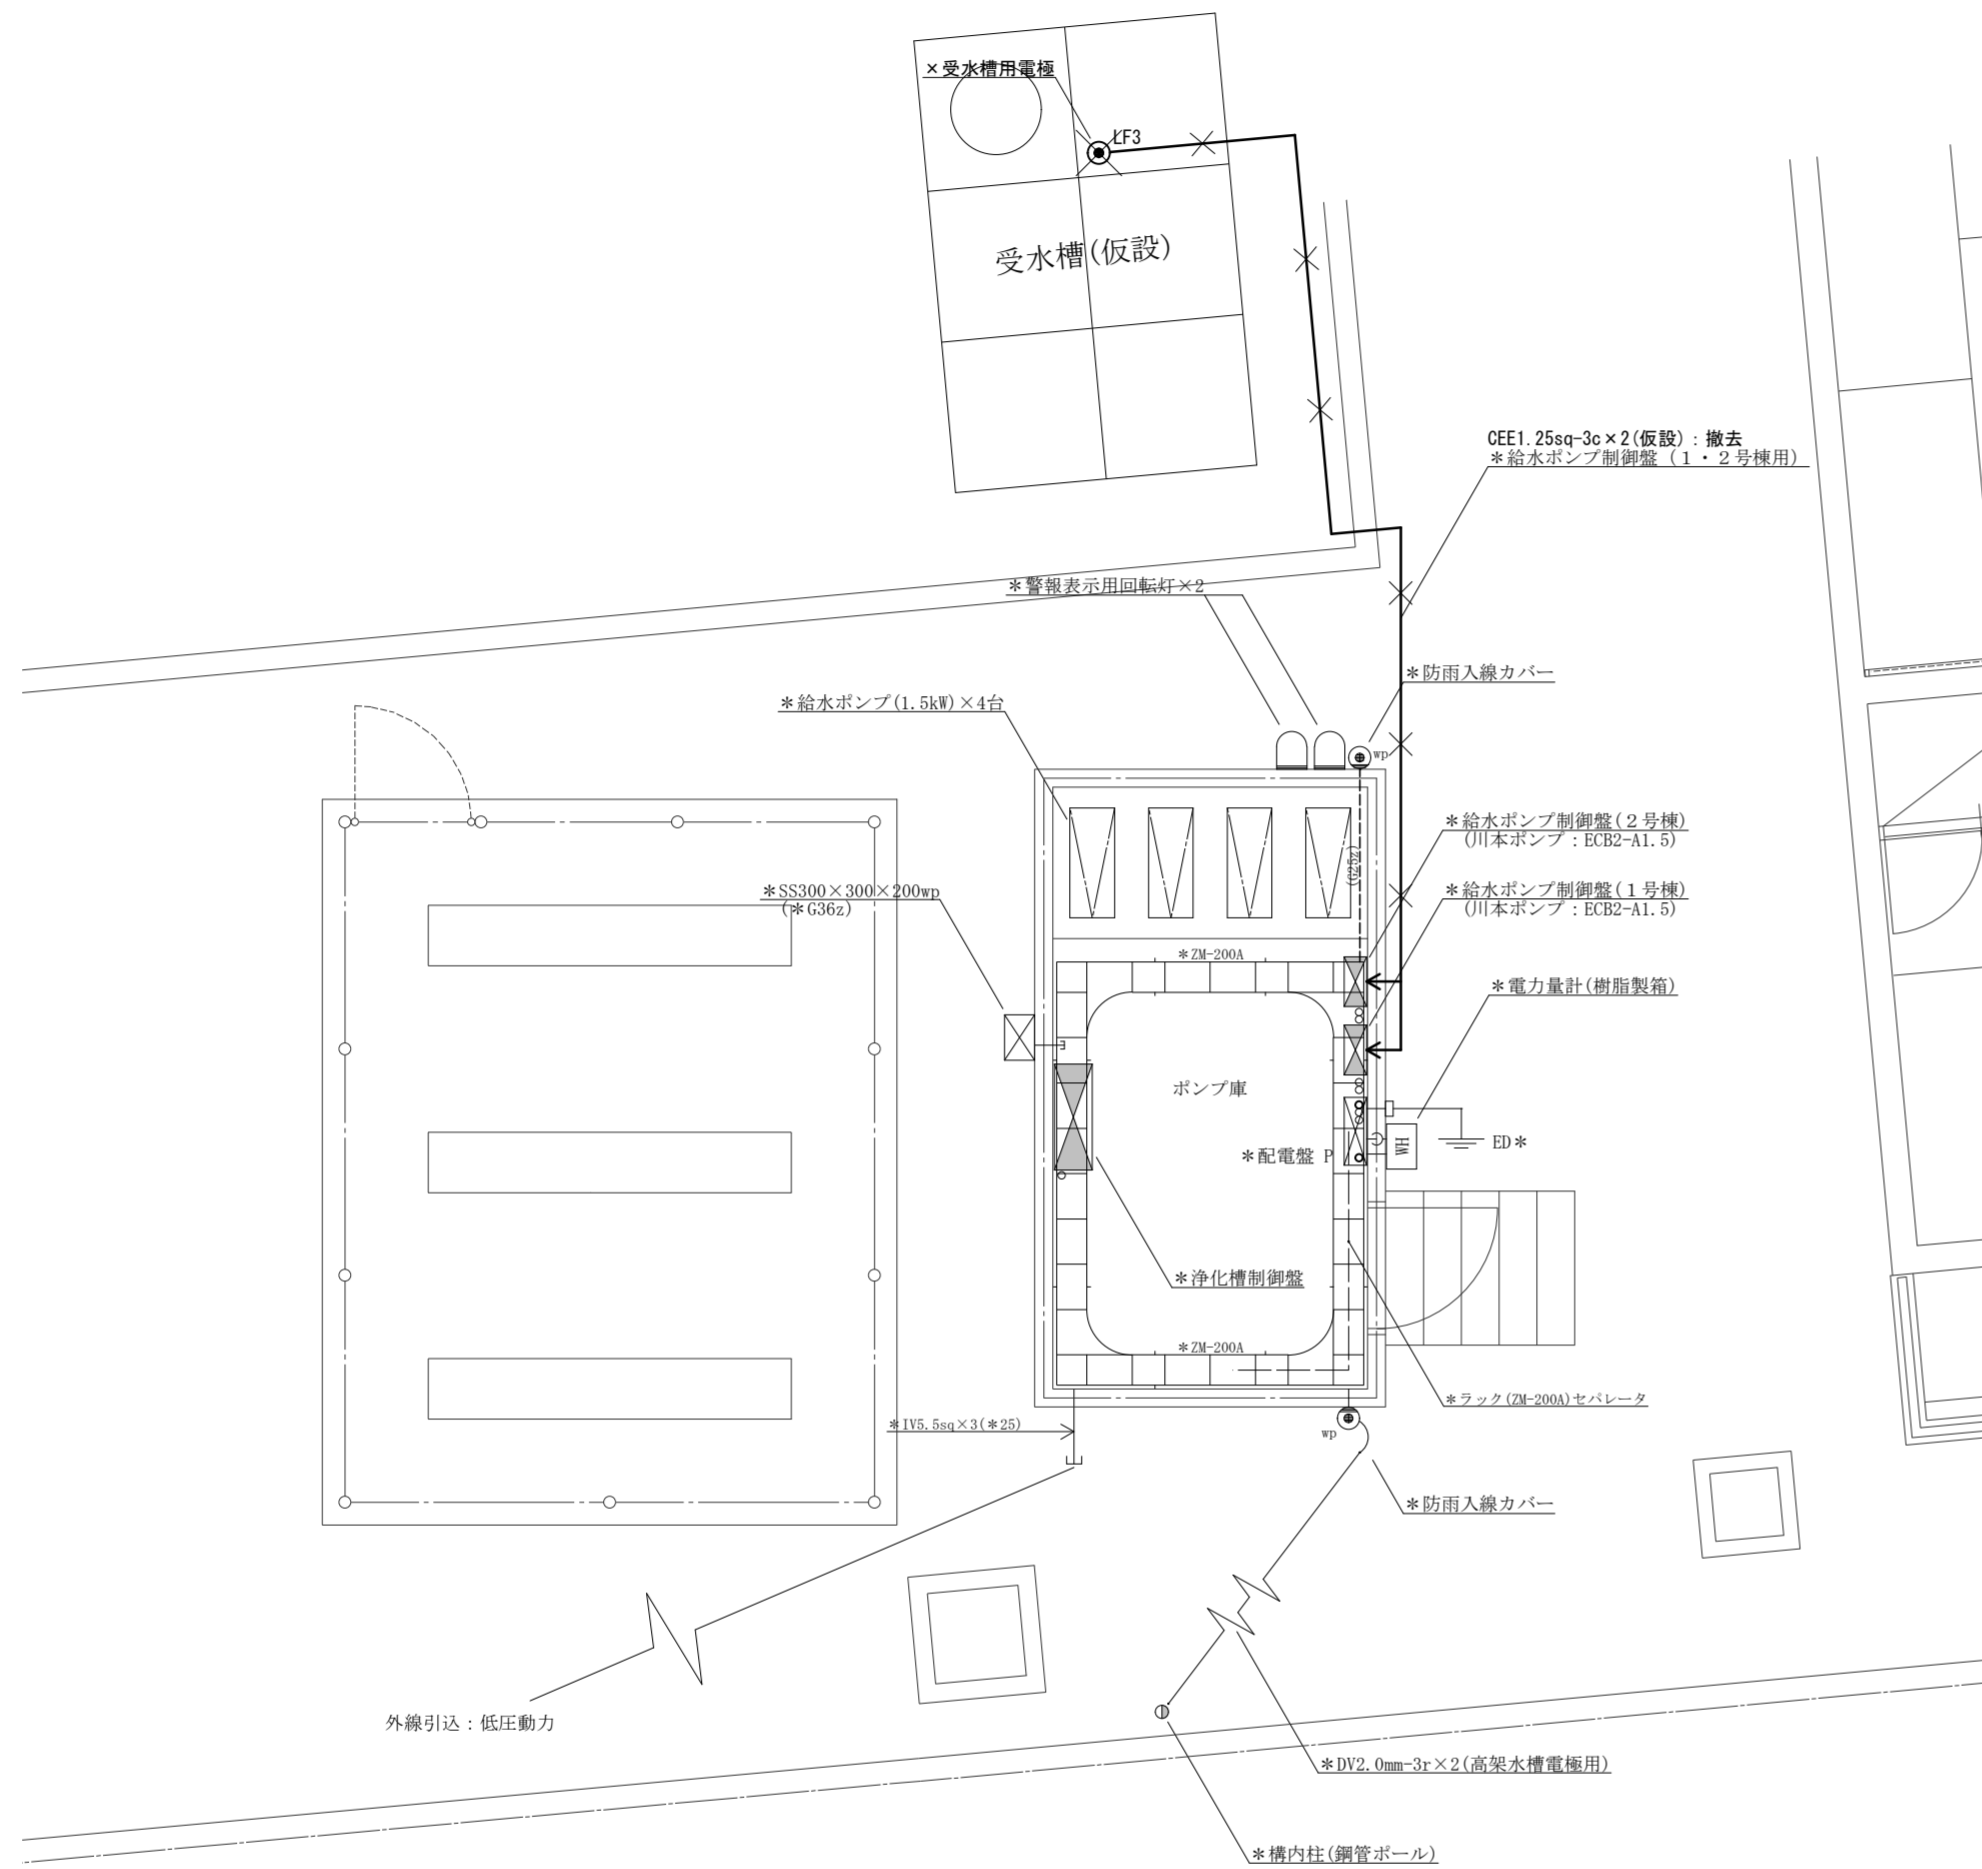 ×受水槽用電極
LF3
受水槽(仮設)
CEE1.25sq-3c×2(仮設)：撤去
＊給水ポンプ制御盤（１・２号棟用）
＊警報表示用回転灯×2
＊防雨入線カバー
＊給水ポンプ(1.5kW)×4台
wp
＊給水ポンプ制御盤(２号棟)
(川本ポンプ：ECB2-A1.5)
(G25z)
＊SS300×300×200wp
(＊G36z)
＊給水ポンプ制御盤(１号棟)
(川本ポンプ：ECB2-A1.5)
＊ZM-200A
＊電力量計(樹脂製箱)
ポンプ庫
WH
ED＊
＊配電盤 P
＊浄化槽制御盤
＊ZM-200A
＊ラック(ZM-200A)セパレータ
＊IV5.5sq×3(＊25)
wp
＊防雨入線カバー
外線引込：低圧動力
＊DV2.0mm-3r×2(高架水槽電極用)
＊構内柱(鋼管ポール)